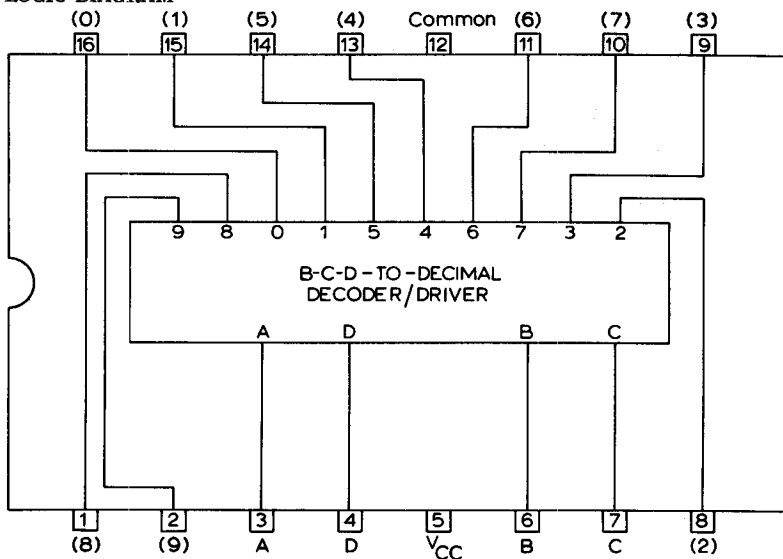 LOGIC DIAGRAM
(0) (1) (5) (4) Common (6) (7) (3)
16 15 14 13 12 11 10 9
9 8 0 1 5 4 6 7 3 2
B-C-D-TO-DECIMAL
DECODER/DRIVER
A D B C
1 2 3 4 5 6 7 8
(8) (9) A D VCC B C (2)